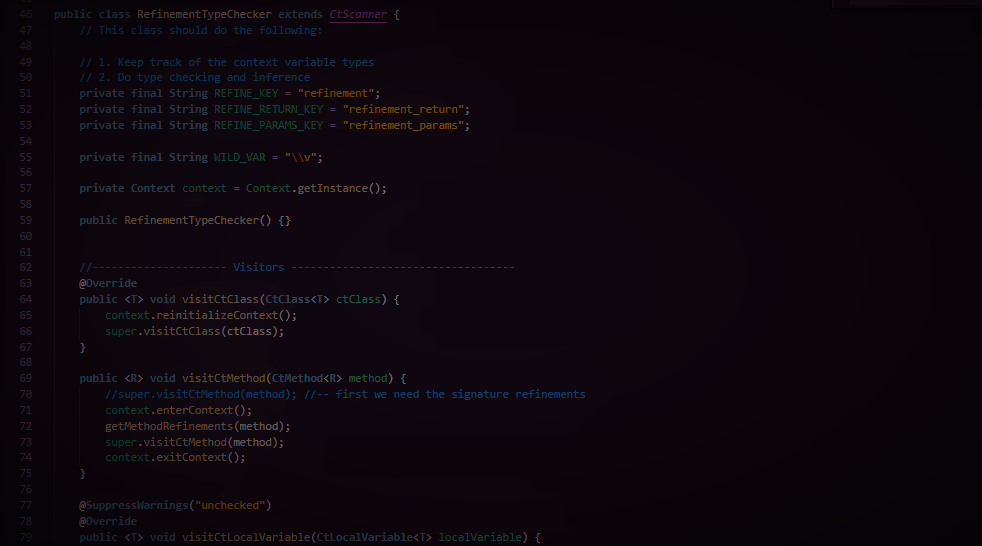 46 public class RefinementTypeChecker extends CtScanner {
47 // This class should do the following:
48
49 // 1. Keep track of the context variable types
50 // 2. Do type checking and inference
51 private final String REFINE_KEY = "refinement";
52 private final String REFINE_RETURN_KEY = "refinement_return";
53 private final String REFINE_PARAMS_KEY = "refinement_params";
54
55 private final String WILD_VAR = "\\v";
56
57 private Context context = Context.getInstance();
58
59 public RefinementTypeChecker() {}
60
61
62 //--------------------- Visitors -----------------------------------
63 @Override
64 public <T> void visitCtClass(CtClass<T> ctClass) {
65 context.reinitializeContext();
66 super.visitCtClass(ctClass);
67 }
68
69 public <R> void visitCtMethod(CtMethod<R> method) {
70 //super.visitCtMethod(method); //-- first we need the signature refinements
71 context.enterContext();
72 getMethodRefinements(method);
73 super.visitCtMethod(method);
74 context.exitContext();
75 }
76
77 @SuppressWarnings("unchecked")
78 @Override
79 public <T> void visitCtLocalVariable(CtLocalVariable<T> localVariable) {